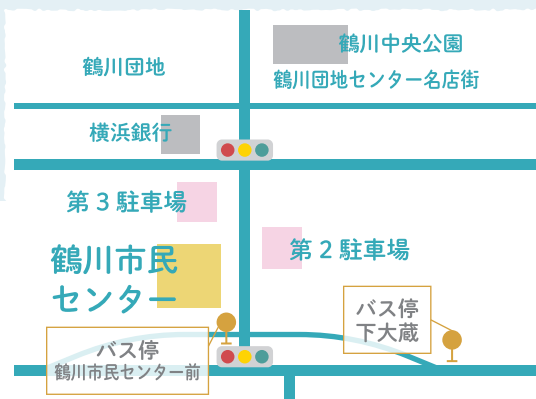 鶴川中央公園
鶴川団地
鶴川団地センター名店街
横浜銀行
第3駐車場
第2駐車場
鶴川市民
センター
バス停
下大蔵
バス停
鶴川市民センター前